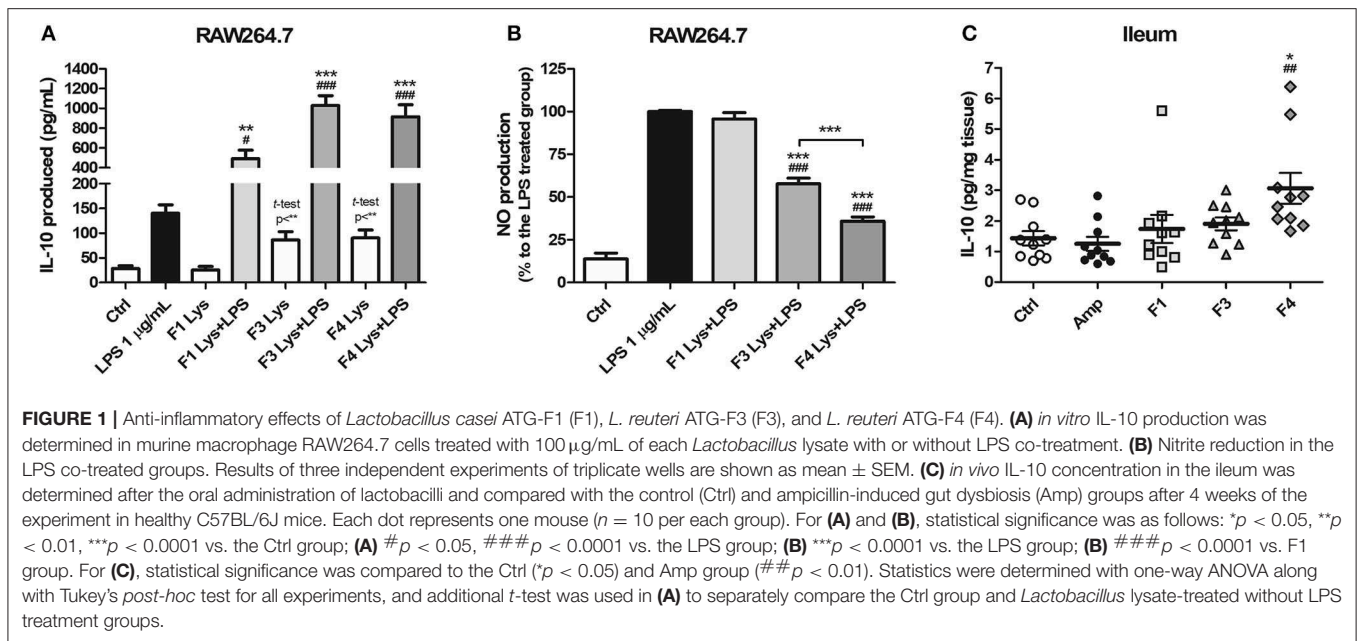 A
RAW264.7
IL-10 produced (pg/mL)
1400
1200
1000
800
600
400
200
150
100
50
0
**
#
t-test
p<**
***
###
t-test
p<**
***
###
Ctrl
LPS 1 µg/mL
F1 Lys
F1 Lys+LPS
F3 Lys
F3 Lys+LPS
F4 Lys
F4 Lys+LPS
B
RAW264.7
NO production
(% to the LPS treated group)
125
100
75
50
25
0
***
***
###
***
###
Ctrl
LPS 1 µg/mL
F1 Lys+LPS
F3 Lys+LPS
F4 Lys+LPS
C
Ileum
IL-10 (pg/mg tissue)
7
6
5
4
3
2
1
0
*
##
Ctrl
Amp
F1
F3
F4
FIGURE 1 | Anti-inflammatory effects of Lactobacillus casei ATG-F1 (F1), L. reuteri ATG-F3 (F3), and L. reuteri ATG-F4 (F4). (A) in vitro IL-10 production was
determined in murine macrophage RAW264.7 cells treated with 100 µg/mL of each Lactobacillus lysate with or without LPS co-treatment. (B) Nitrite reduction in the
LPS co-treated groups. Results of three independent experiments of triplicate wells are shown as mean ± SEM. (C) in vivo IL-10 concentration in the ileum was
determined after the oral administration of lactobacilli and compared with the control (Ctrl) and ampicillin-induced gut dysbiosis (Amp) groups after 4 weeks of the
experiment in healthy C57BL/6J mice. Each dot represents one mouse (n = 10 per each group). For (A) and (B), statistical significance was as follows: *p < 0.05, **p
< 0.01, ***p < 0.0001 vs. the Ctrl group; (A) #p < 0.05, ###p < 0.0001 vs. the LPS group; (B) ***p < 0.0001 vs. the LPS group; (B) ###p < 0.0001 vs. F1
group. For (C), statistical significance was compared to the Ctrl (*p < 0.05) and Amp group (##p < 0.01). Statistics were determined with one-way ANOVA along
with Tukey's post-hoc test for all experiments, and additional t-test was used in (A) to separately compare the Ctrl group and Lactobacillus lysate-treated without LPS
treatment groups.